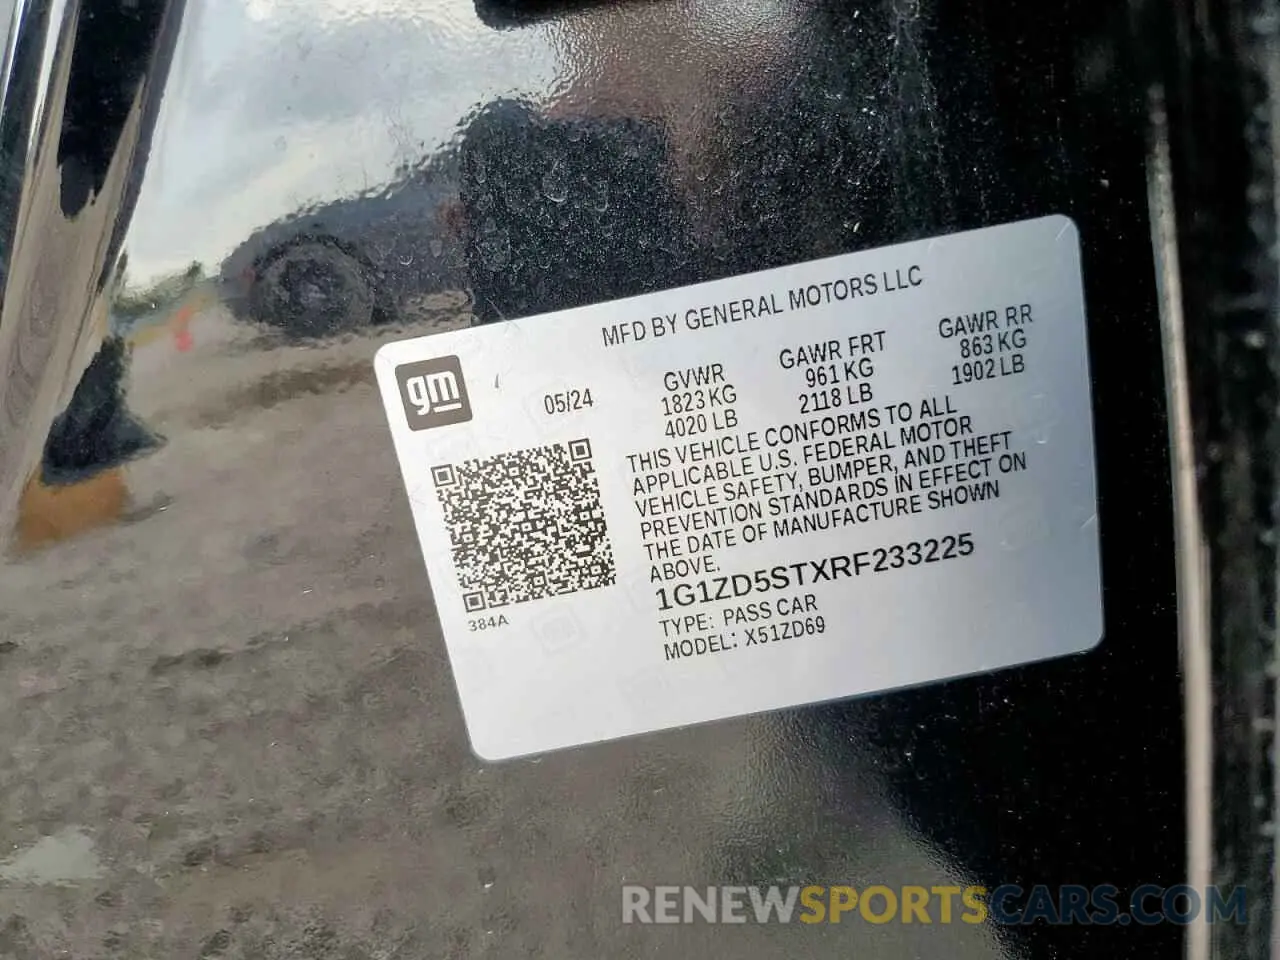 MFD BY GENERAL MOTORS LLC
gm
05/24
GVWR
1823 KG
4020 LB
GAWR FRT
961 KG
2118 LB
GAWR RR
863 KG
1902 LB
THIS VEHICLE CONFORMS TO ALL
APPLICABLE U.S. FEDERAL MOTOR
VEHICLE SAFETY, BUMPER, AND THEFT
PREVENTION STANDARDS IN EFFECT ON
THE DATE OF MANUFACTURE SHOWN
ABOVE.
1G1ZD5STXRF233225
384A
TYPE: PASS CAR
MODEL: X51ZD69
RENEWSPORTSCARS.COM